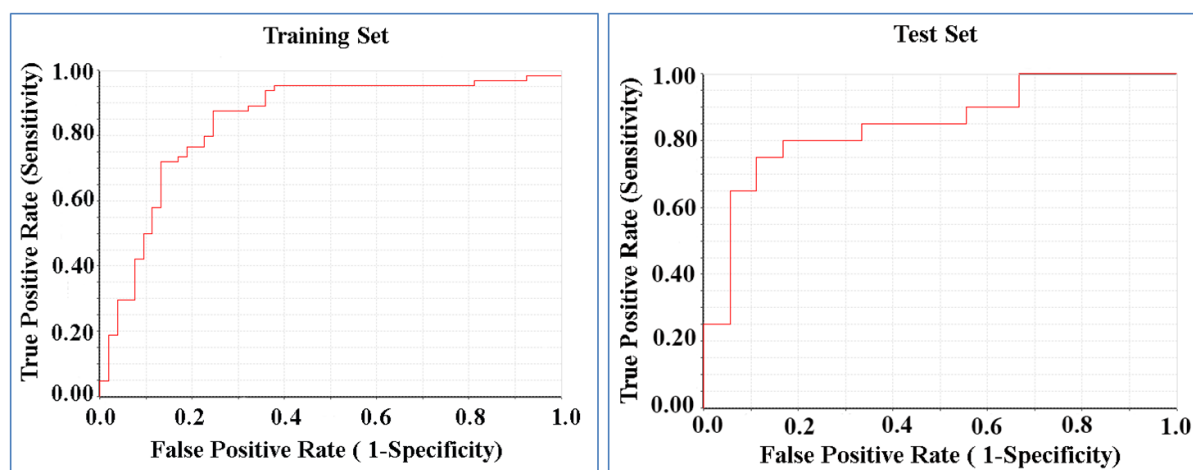 Training Set
True Positive Rate (Sensitivity)
1.00
0.80
0.60
0.40
0.20
0.00
0.0 0.2 0.4 0.6 0.8 1.0
False Positive Rate ( 1-Specificity)
Test Set
True Positive Rate (Sensitivity)
1.00
0.80
0.60
0.40
0.20
0.00
0.0 0.2 0.4 0.6 0.8 1.0
False Positive Rate ( 1-Specificity)